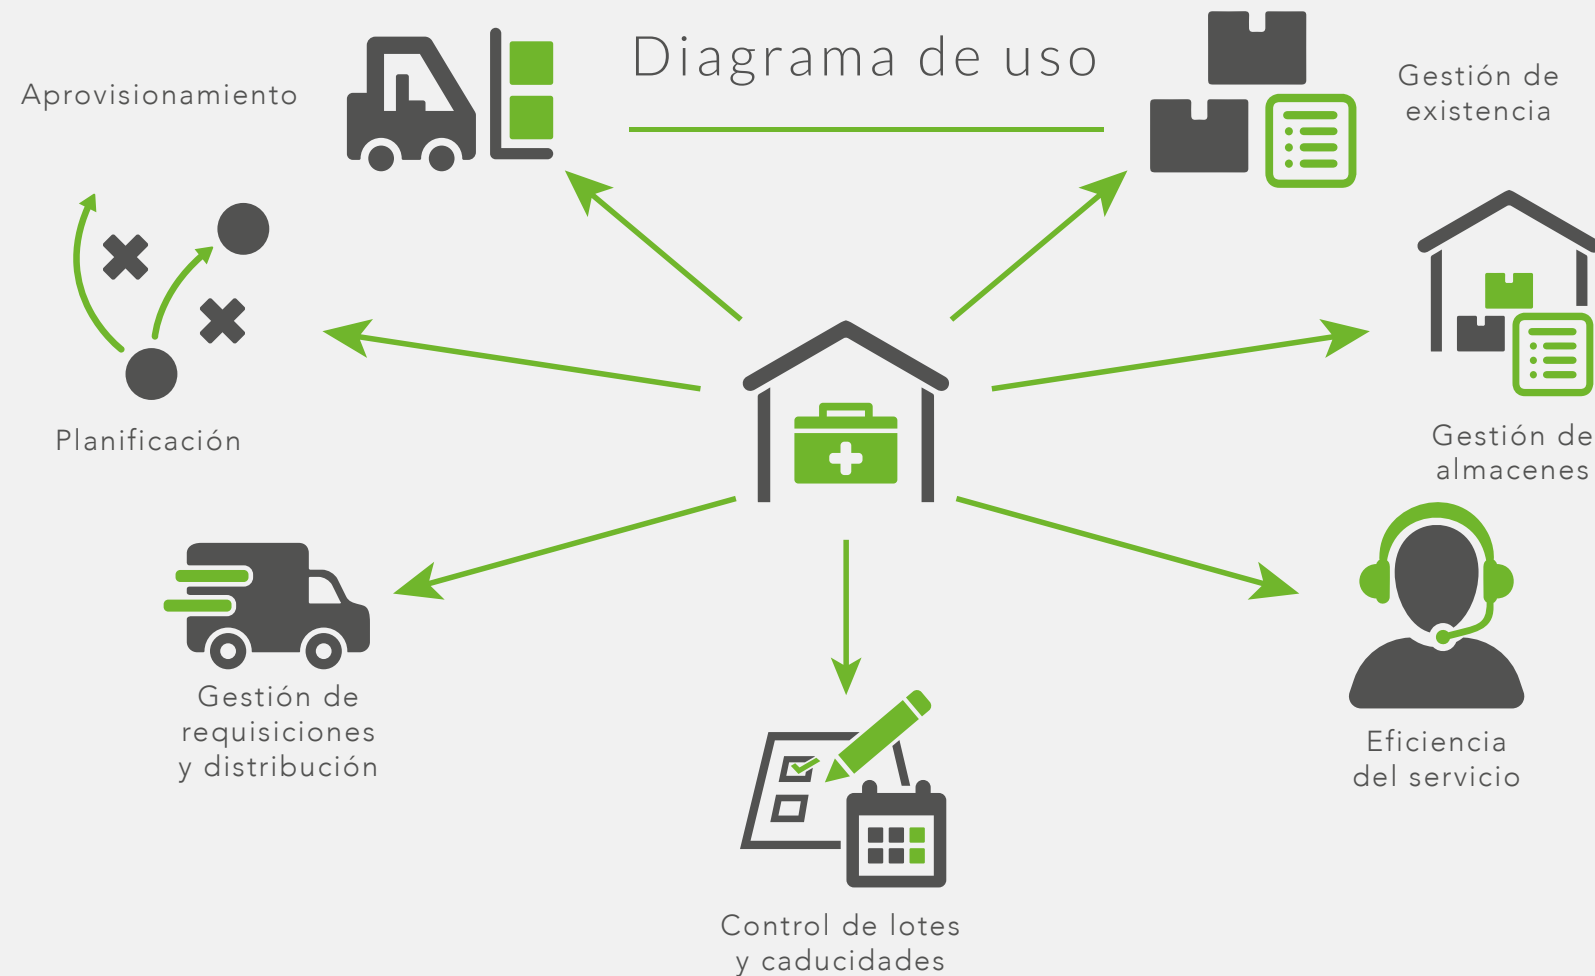 Diagrama de uso
Aprovisionamiento
Gestión de
existencia
Planificación
Gestión de
almacenes
Gestión de
requisiciones
y distribución
Eficiencia
del servicio
Control de lotes
y caducidades